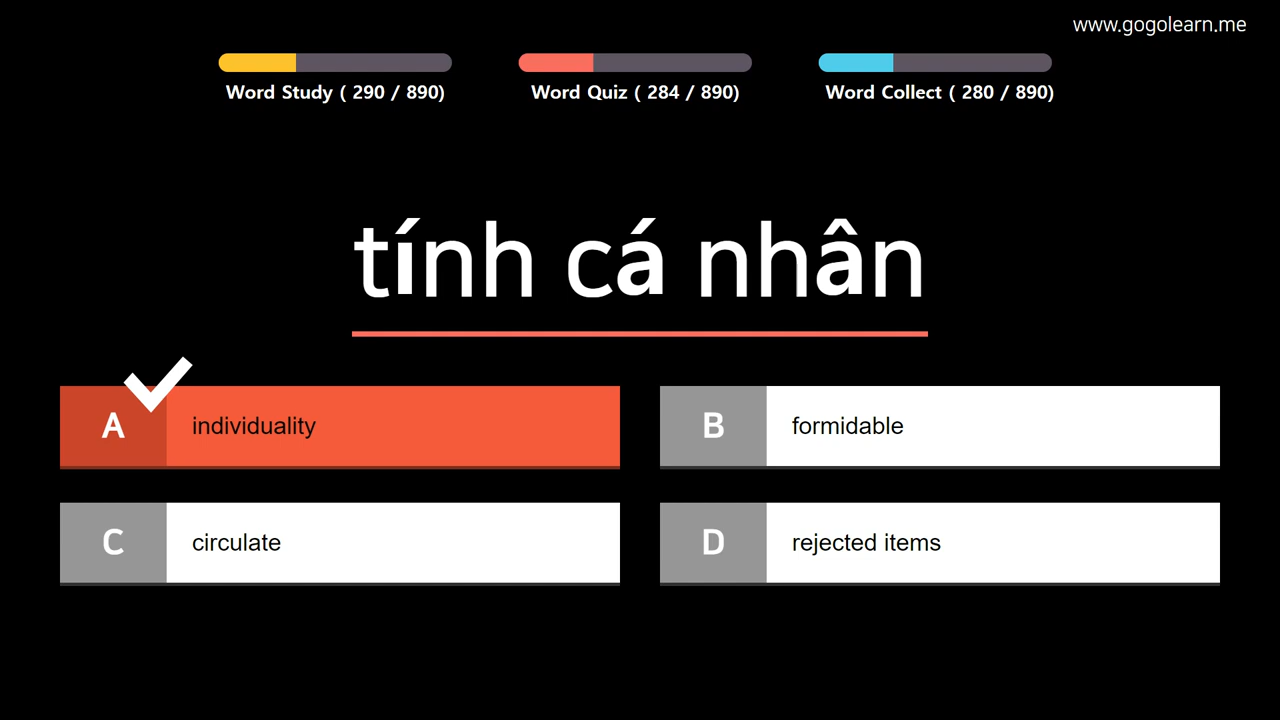 www.gogolearn.me
Word Study ( 290 / 890)
Word Quiz ( 284 / 890)
Word Collect ( 280 / 890)
tính cá nhân
A individuality
B formidable
C circulate
D rejected items